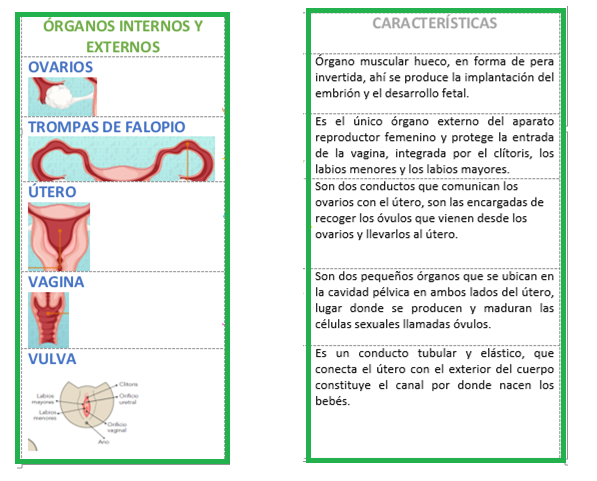 ÓRGANOS INTERNOS Y
EXTERNOS
OVARIOS
TROMPAS DE FALOPIO
ÚTERO
VAGINA
VULVA
Clítoris
Labios
mayores
Orificio
uretral
Labios
menores
Orificio
vaginal
Ano
CARACTERÍSTICAS
Órgano muscular hueco, en forma de pera
invertida, ahí se produce la implantación del
embrión y el desarrollo fetal.
Es el único órgano externo del aparato
reproductor femenino y protege la entrada
de la vagina, integrada por el clítoris, los
labios menores y los labios mayores.
Son dos conductos que comunican los
ovarios con el útero, son las encargadas de
recoger los óvulos que vienen desde los
ovarios y llevarlos al útero.
Son dos pequeños órganos que se ubican en
la cavidad pélvica en ambos lados del útero,
lugar donde se producen y maduran las
células sexuales llamadas óvulos.
Es un conducto tubular y elástico, que
conecta el útero con el exterior del cuerpo
constituye el canal por donde nacen los
bebés.